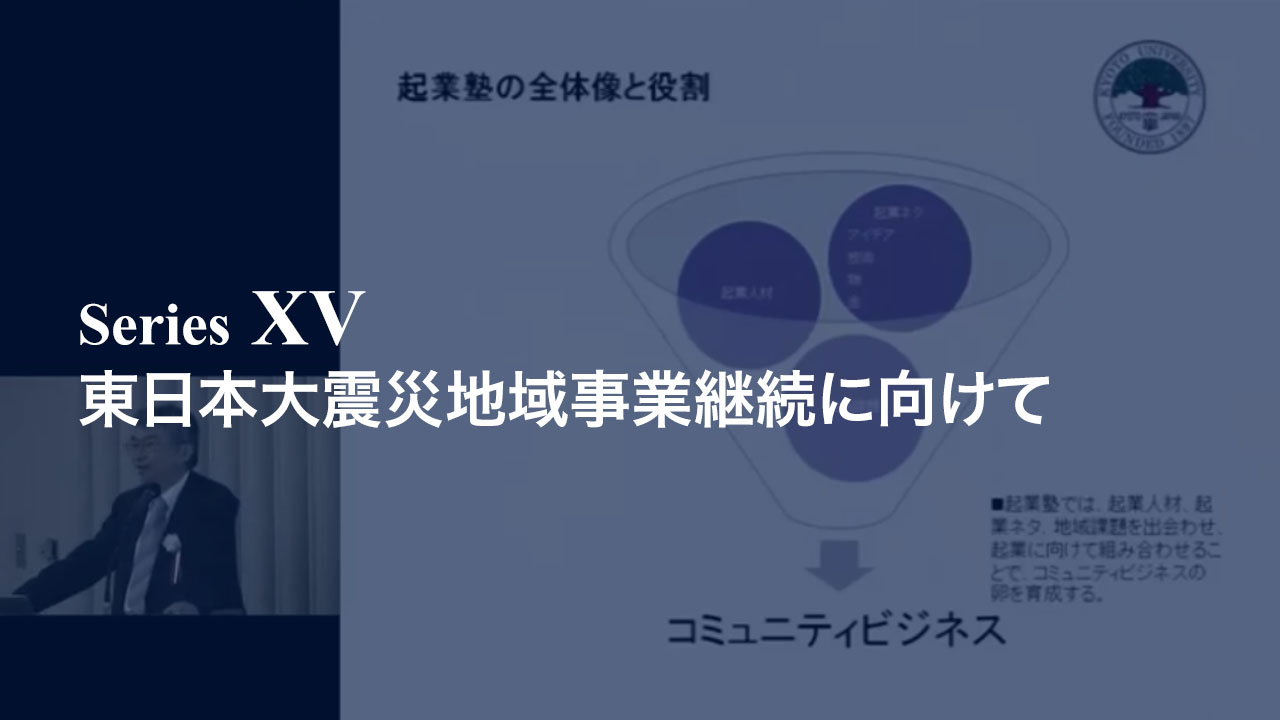 起業塾の全体像と役割
KYOTO UNIVERSITY
FOUNDED 1897
起業ネタ
アイデア
起業人材
Series XV
東日本大震災地域事業継続に向けて
■起業塾では、起業人材、起
業ネタ、地域課題を出会わせ、
起業に向けて組み合わせるこ
とで、コミュニティビジネスの
卵を育成する。
コミュニティビジネス